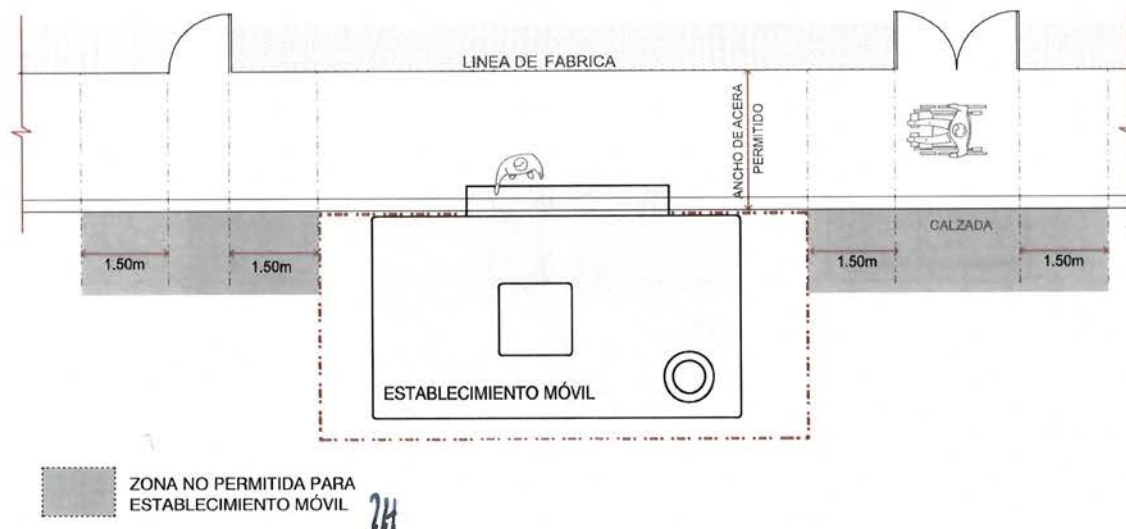 LINEA DE FABRICA
ANCHO DE ACERA
PERMITIDO
CALZADA
1.50m
1.50m
1.50m
1.50m
ESTABLECIMIENTO MÓVIL
ZONA NO PERMITIDA PARA
ESTABLECIMIENTO MÓVIL